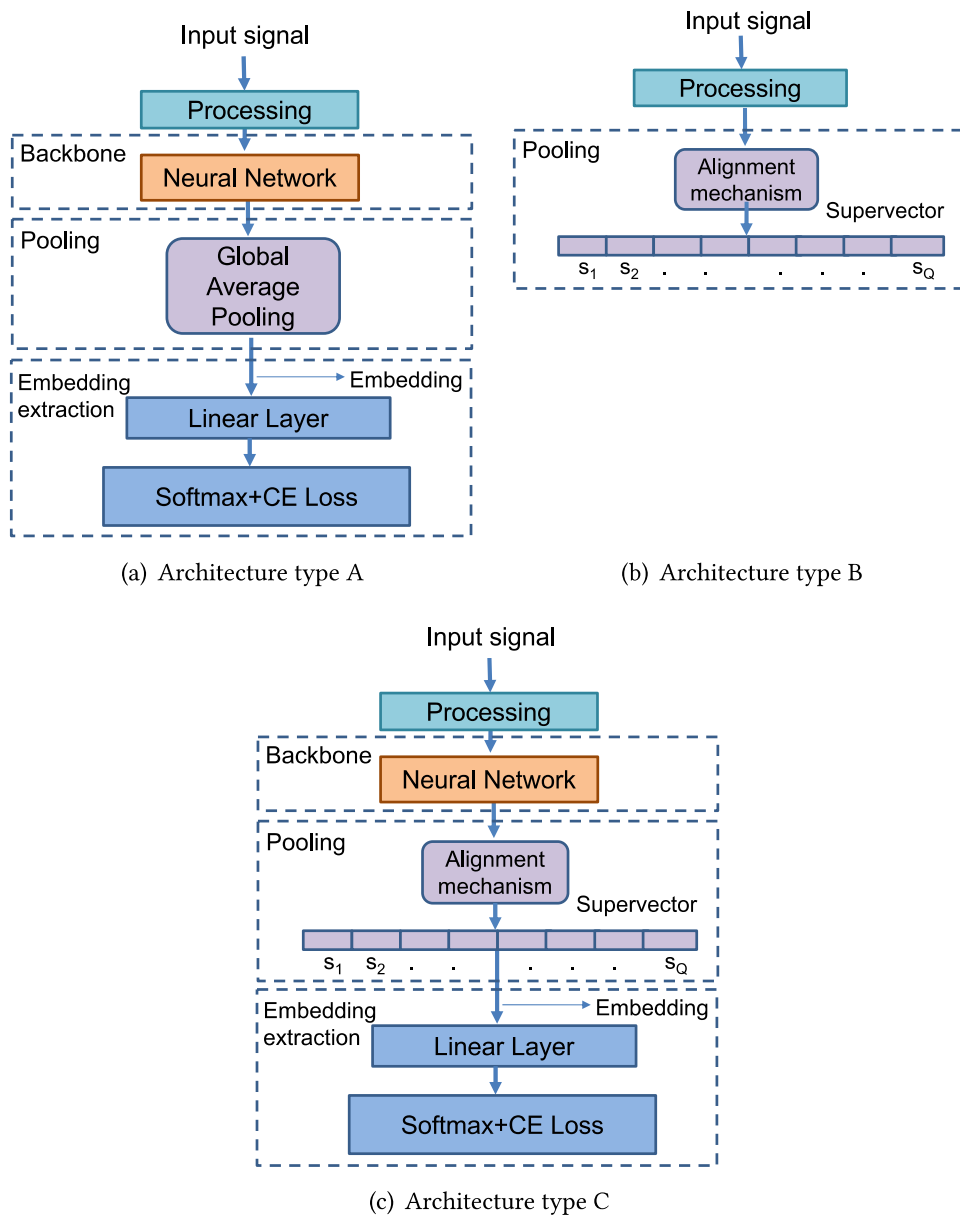 Input signal
Processing
Backbone
Neural Network
Pooling
Global
Average
Pooling
Embedding
extraction
Embedding
Linear Layer
Softmax+CE Loss
(a) Architecture type A
Input signal
Processing
Pooling
Alignment
mechanism
Supervector
s1 s2 . . . . . sQ
(b) Architecture type B
Input signal
Processing
Backbone
Neural Network
Pooling
Alignment
mechanism
Supervector
s1 s2 . . . . . sQ
Embedding
extraction
Embedding
Linear Layer
Softmax+CE Loss
(c) Architecture type C